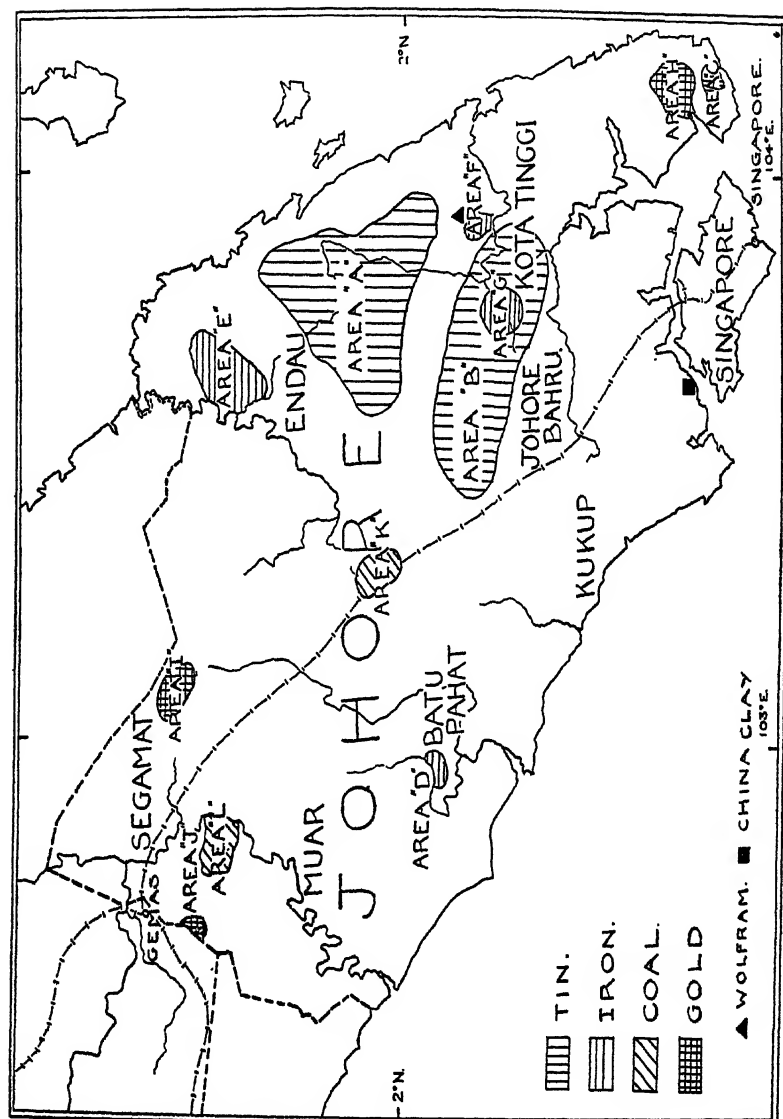 2°N
SINGAPORE.
104°E.
103°E.
2°N.
GEMAS
SEGAMAT
AREA "J"
AREA "L"
AREA "I"
MUAR
JOHORE
AREA "D"
BATU
PAHAT
AREA "K"
KUKUP
ENDAU
AREA "E"
AREA "A"
AREA "B"
AREA "G"
AREA "F"
KOTA TINGGI
JOHORE
BAHRU.
AREA "H"
AREA "C"
SINGAPORE
TIN.
IRON.
COAL.
GOLD
WOLFRAM.
CHINA CLAY